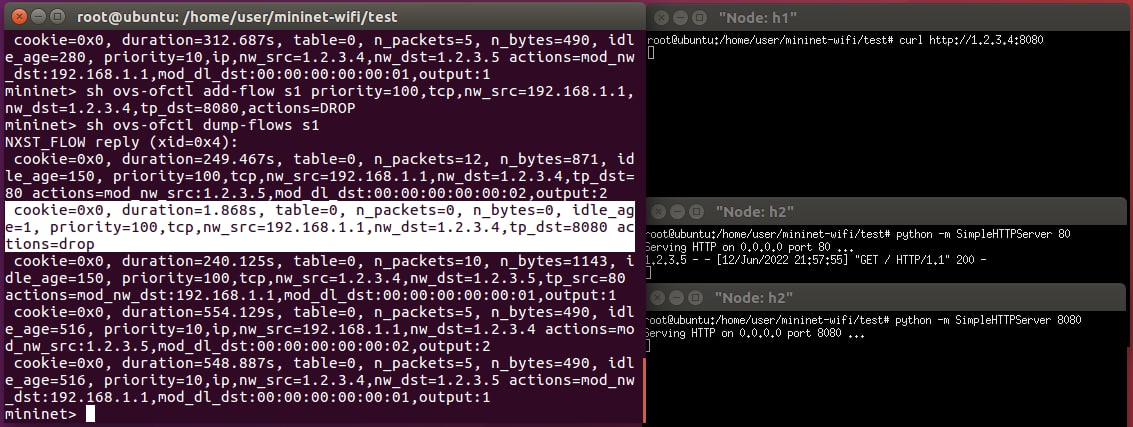 root@ubuntu: /home/user/mininet-wifi/test
 cookie=0x0, duration=312.687s, table=0, n_packets=5, n_bytes=490, idl
e_age=280, priority=10,ip,nw_src=1.2.3.4,nw_dst=1.2.3.5 actions=mod_nw
_dst:192.168.1.1,mod_dl_dst:00:00:00:00:00:01,output:1
mininet> sh ovs-ofctl add-flow s1 priority=100,tcp,nw_src=192.168.1.1,
nw_dst=1.2.3.4,tp_dst=8080,actions=DROP
mininet> sh ovs-ofctl dump-flows s1
NXST_FLOW reply (xid=0x4):
 cookie=0x0, duration=249.467s, table=0, n_packets=12, n_bytes=871, id
le_age=150, priority=100,tcp,nw_src=192.168.1.1,nw_dst=1.2.3.4,tp_dst=
80 actions=mod_nw_src:1.2.3.5,mod_dl_dst:00:00:00:00:00:02,output:2
 cookie=0x0, duration=1.868s, table=0, n_packets=0, n_bytes=0, idle_ag
e=1, priority=100,tcp,nw_src=192.168.1.1,nw_dst=1.2.3.4,tp_dst=8080 ac
tions=drop
 cookie=0x0, duration=240.125s, table=0, n_packets=10, n_bytes=1143, i
dle_age=150, priority=100,tcp,nw_src=1.2.3.4,nw_dst=1.2.3.5,tp_src=80
actions=mod_nw_dst:192.168.1.1,mod_dl_dst:00:00:00:00:00:01,output:1
 cookie=0x0, duration=554.129s, table=0, n_packets=5, n_bytes=490, idl
e_age=516, priority=10,ip,nw_src=192.168.1.1,nw_dst=1.2.3.4 actions=mo
d_nw_src:1.2.3.5,mod_dl_dst:00:00:00:00:00:02,output:2
 cookie=0x0, duration=548.887s, table=0, n_packets=5, n_bytes=490, idl
e_age=516, priority=10,ip,nw_src=1.2.3.4,nw_dst=1.2.3.5 actions=mod_nw
_dst:192.168.1.1,mod_dl_dst:00:00:00:00:00:01,output:1
mininet>
"Node: h1"
root@ubuntu:/home/user/mininet-wifi/test# curl http://1.2.3.4:8080
"Node: h2"
root@ubuntu:/home/user/mininet-wifi/test# python -m SimpleHTTPServer 80
Serving HTTP on 0.0.0.0 port 80 ...
1.2.3.5 - - [12/Jun/2022 21:57:55] "GET / HTTP/1.1" 200 -
"Node: h2"
root@ubuntu:/home/user/mininet-wifi/test# python -m SimpleHTTPServer 8080
Serving HTTP on 0.0.0.0 port 8080 ...